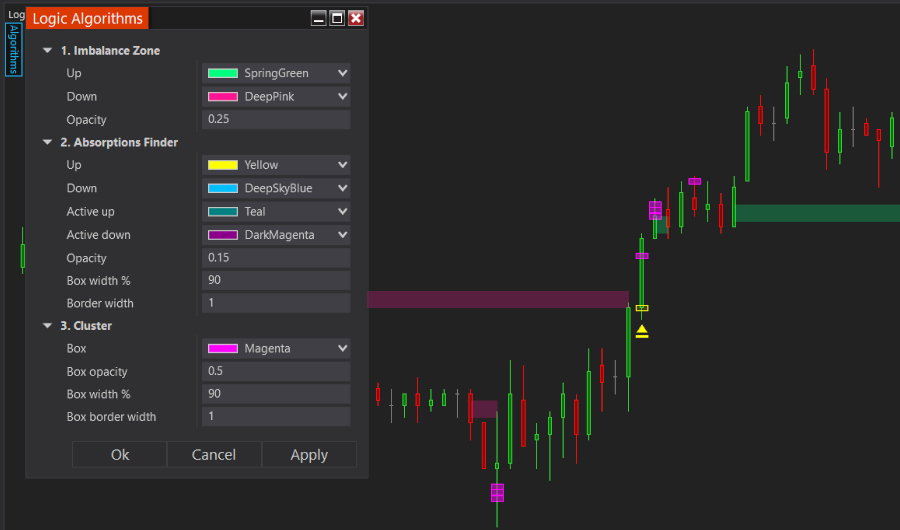 Log
Logic Algorithms
Algorithms
1. Imbalance Zone
Up SpringGreen
Down DeepPink
Opacity 0.25
2. Absorptions Finder
Up Yellow
Down DeepSkyBlue
Active up Teal
Active down DarkMagenta
Opacity 0.15
Box width % 90
Border width 1
3. Cluster
Box Magenta
Box opacity 0.5
Box width % 90
Box border width 1
Ok Cancel Apply